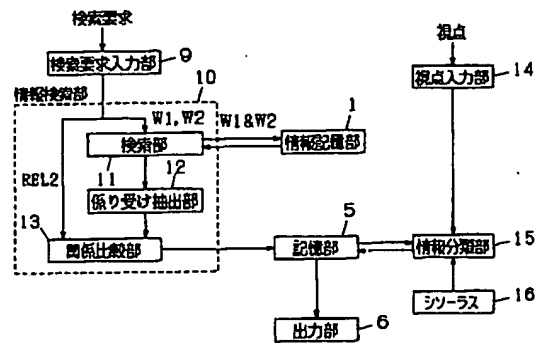 検索要求
検索要求入力部 9
情報検索部
10
W1,W2
W1&W2
検索部
11
1
情報記憶部
REL2
12
係り受け抽出部
13
関係比較部
5
記憶部
出力部 6
視点
視点入力部 14
情報分類部 15
シソーラス 16